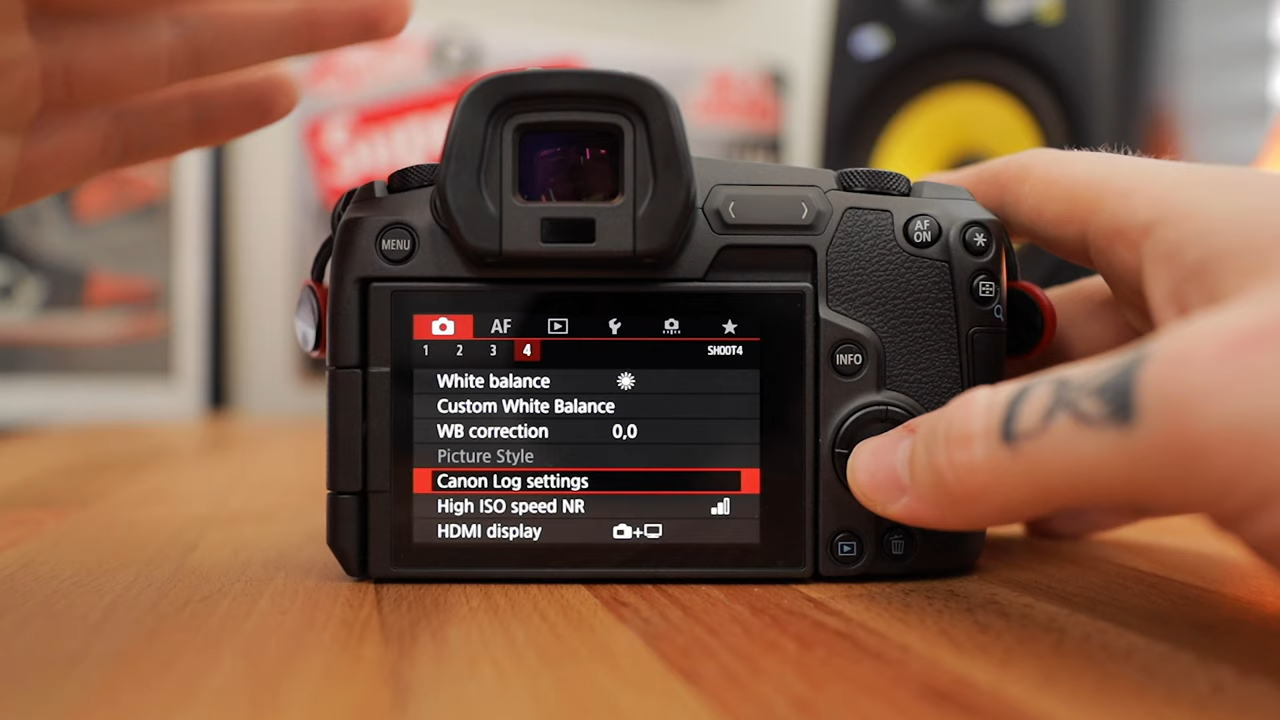 Sup
MENU
AF
ON
INFO
AF
1 2 3 4 SHOOT4
White balance
Custom White Balance
WB correction 0,0
Picture Style
Canon Log settings
High ISO speed NR
HDMI display